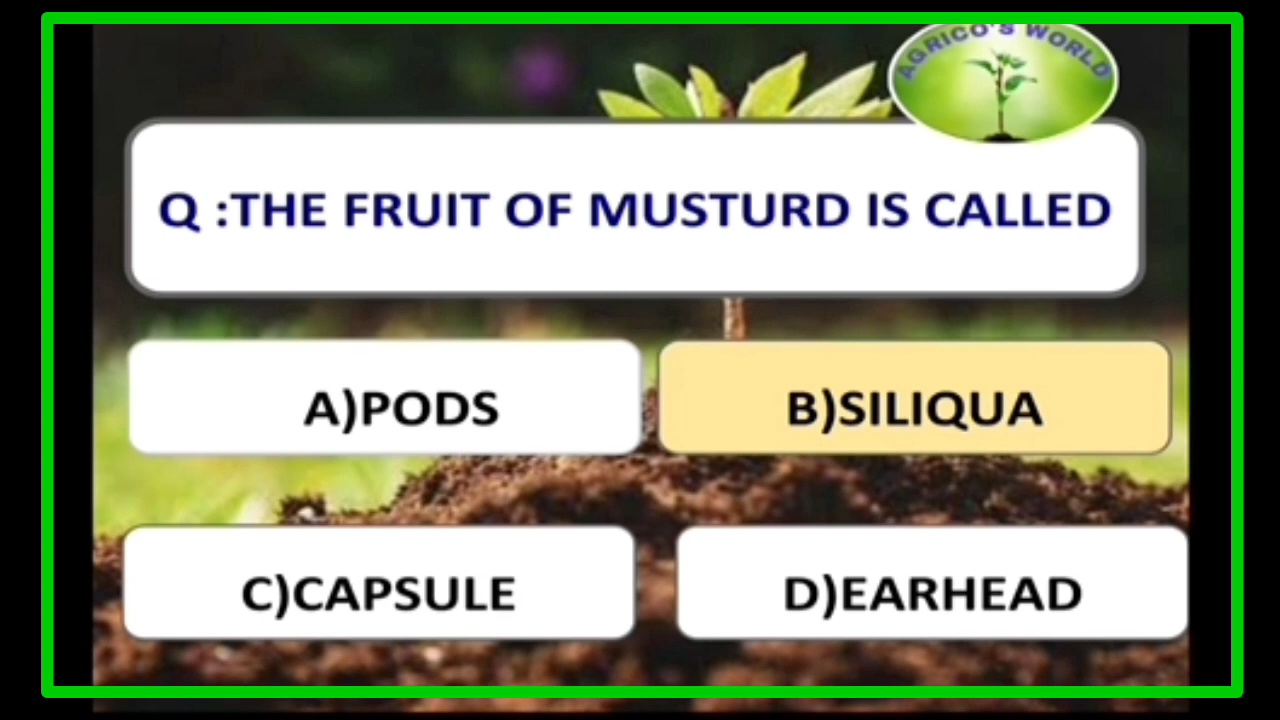 AGRICO'S WORLD
Q :THE FRUIT OF MUSTURD IS CALLED
A)PODS
B)SILIQUA
C)CAPSULE
D)EARHEAD